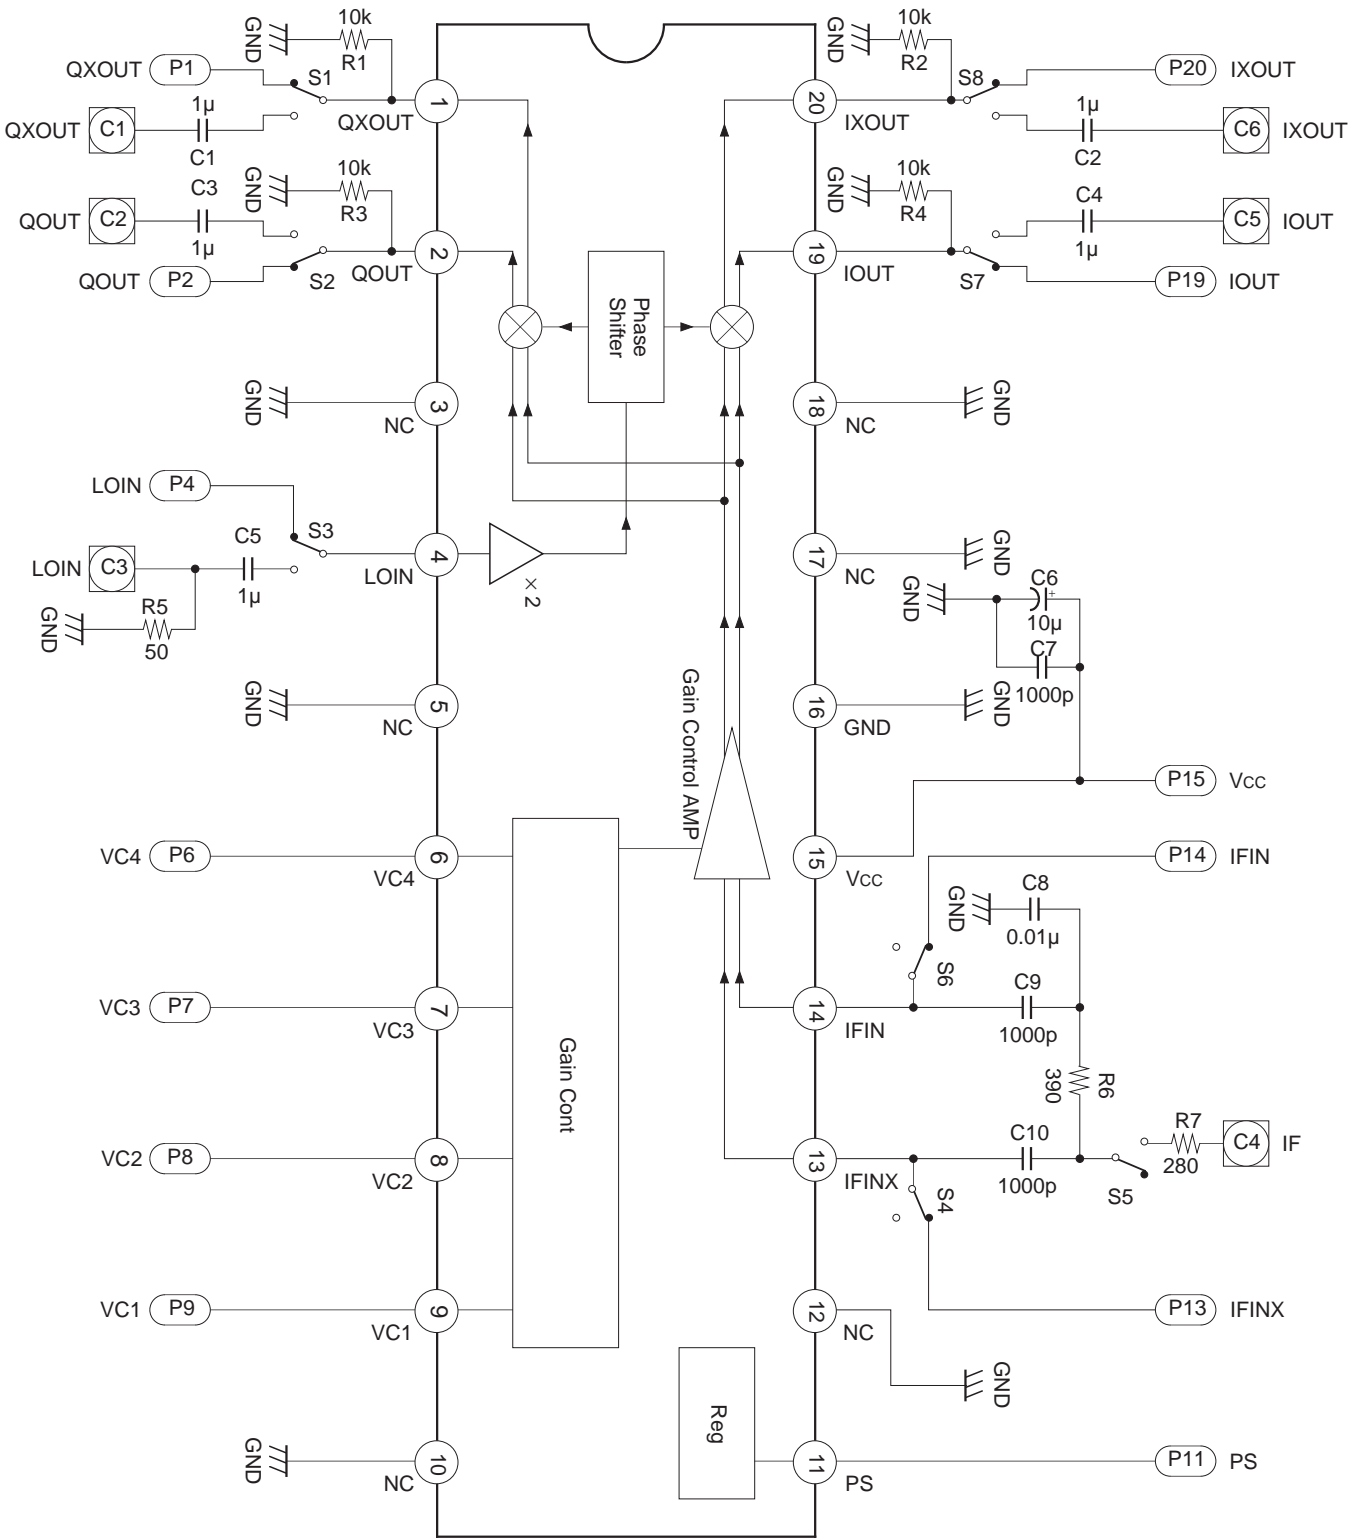 GND
10k
R1
QXOUT
P1
S1
1
QXOUT
1μ
QXOUT
C1
C1
GND
10k
R3
C3
QOUT
C2
1μ
2
QOUT
QOUT
P2
S2
GND
3
NC
LOIN
P4
S3
C5
LOIN
C3
1μ
4
LOIN
×2
GND
R5
50
GND
5
NC
VC4
P6
6
VC4
VC3
P7
7
VC3
VC2
P8
8
VC2
VC1
P9
9
VC1
GND
10
NC
Phase
Shifter
Gain Control AMP
Gain Cont
Reg
GND
10k
R2
S8
P20
IXOUT
20
IXOUT
1μ
C2
C6
IXOUT
GND
10k
R4
C4
1μ
C5
IOUT
19
IOUT
S7
P19
IOUT
18
NC
GND
17
NC
GND
GND
C6
+
10μ
C7
1000p
16
GND
GND
P15
VCC
15
VCC
P14
IFIN
GND
C8
0.01μ
S6
C9
1000p
14
IFIN
R6
390
C10
1000p
13
IFINX
S5
R7
280
C4
IF
S4
P13
IFINX
12
NC
GND
11
PS
P11
PS